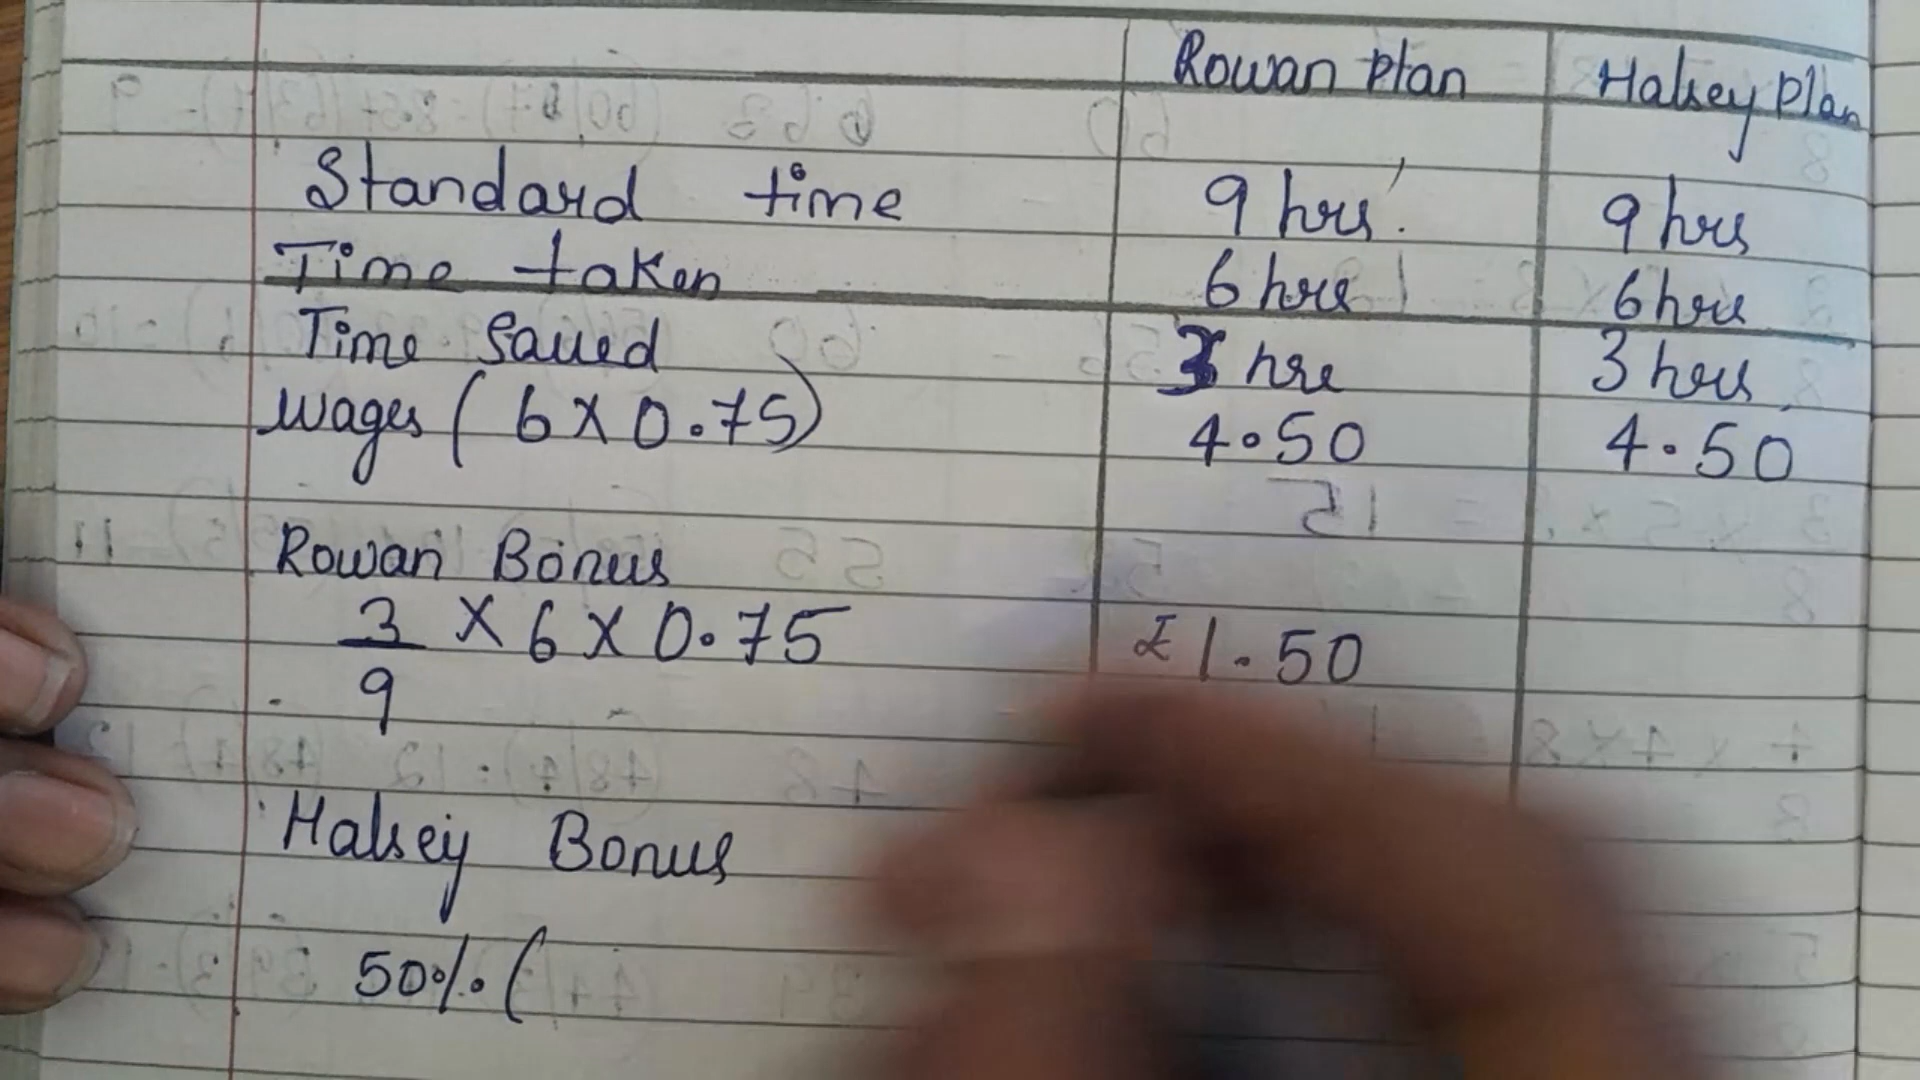 Rowan Plan Halsey Plan
Standard time 9 hrs. 9 hrs
Time taken 6 hrs 6 hrs
Time Saved 3 hrs 3 hrs
Wages (6 x 0.75) 4.50 4.50
Rowan Bonus
3/9 x 6 x 0.75 £1.50
Halsey Bonus
50% (